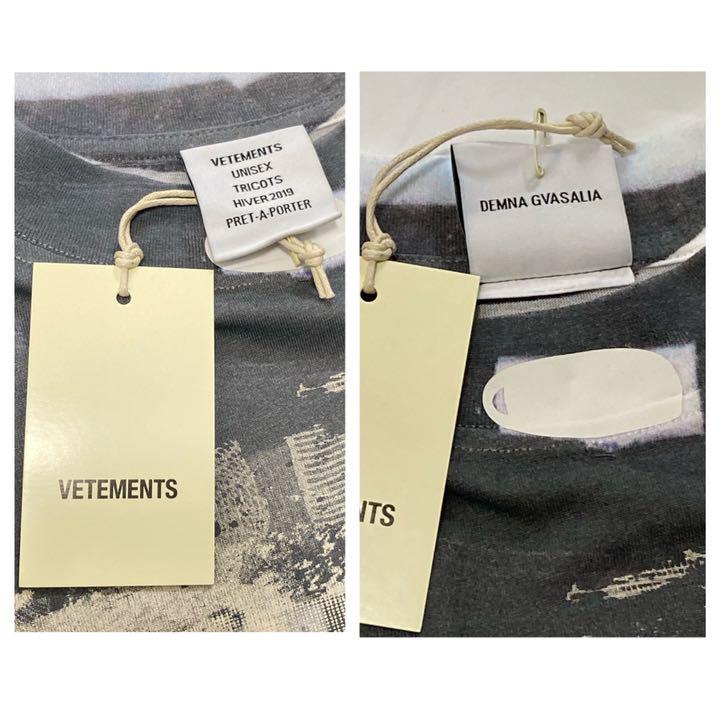 VETEMENTS
UNISEX
TRICOTS
HIVER 2019
PRET-A-PORTER
VETEMENTS
DEMNA GVASALIA
NTS